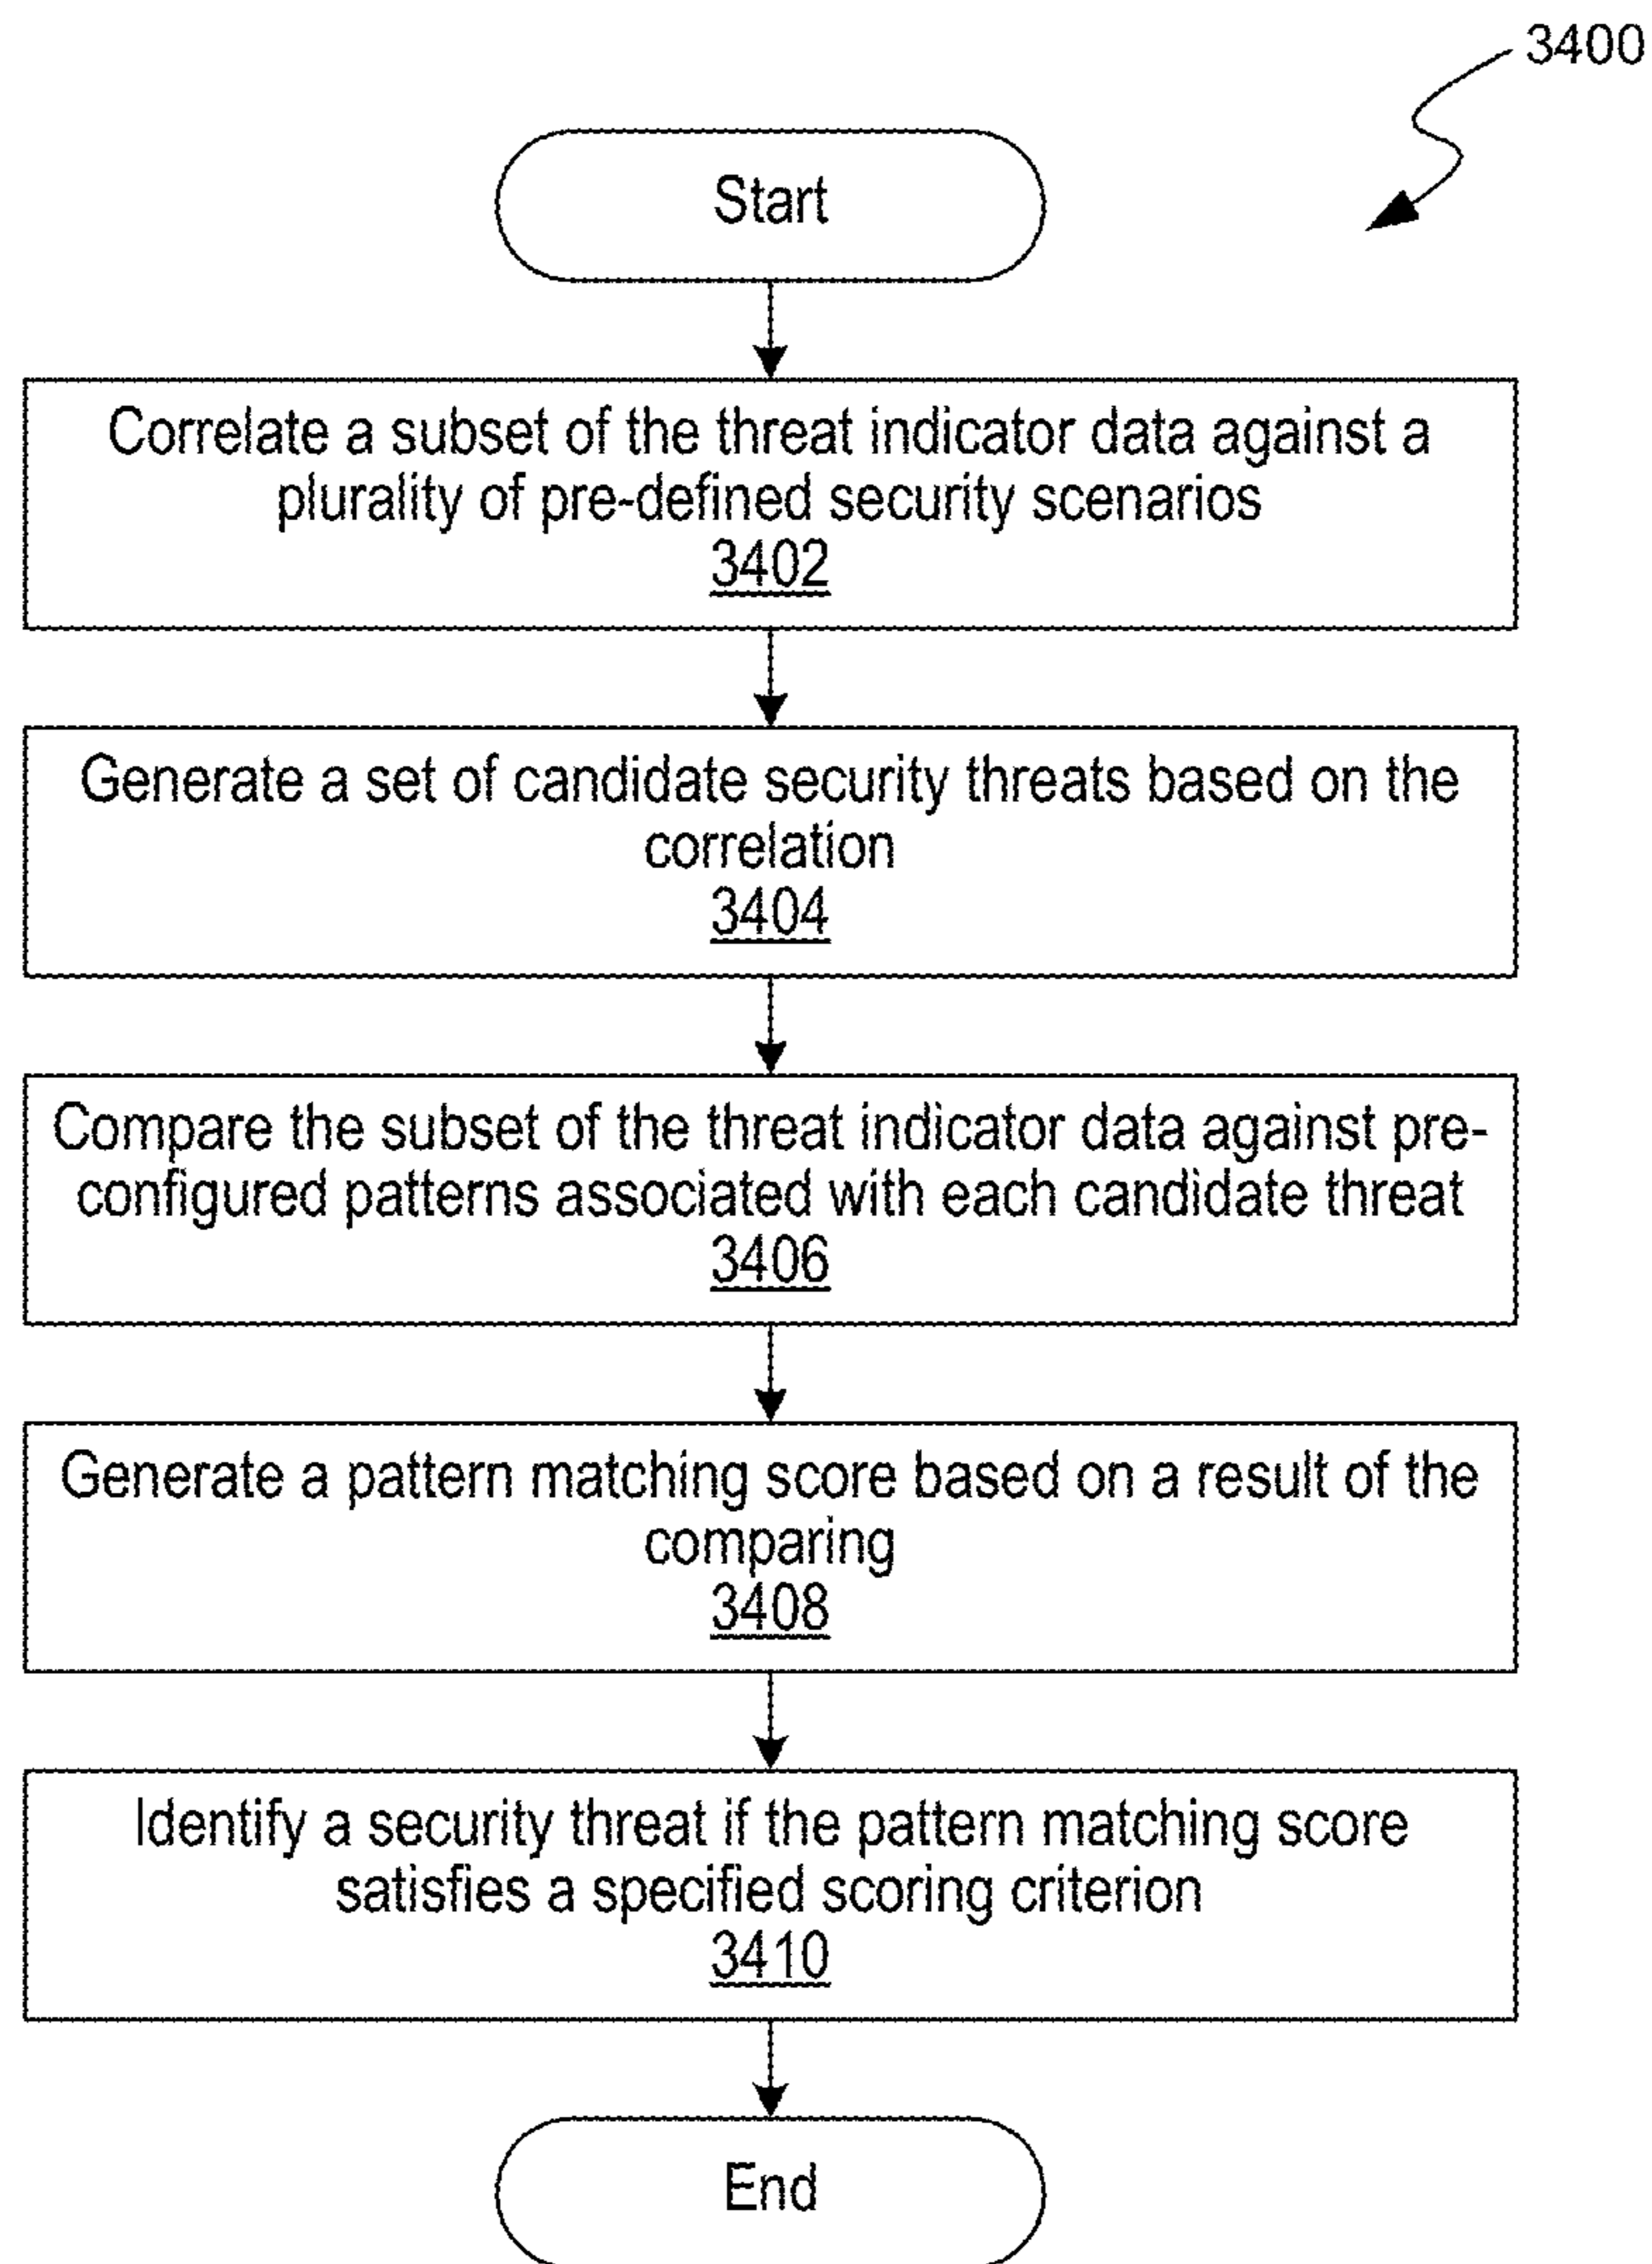 3400
Start
Correlate a subset of the threat indicator data against a
plurality of pre-defined security scenarios
3402
Generate a set of candidate security threats based on the
correlation
3404
Compare the subset of the threat indicator data against pre-
configured patterns associated with each candidate threat
3406
Generate a pattern matching score based on a result of the
comparing
3408
Identify a security threat if the pattern matching score
satisfies a specified scoring criterion
3410
End